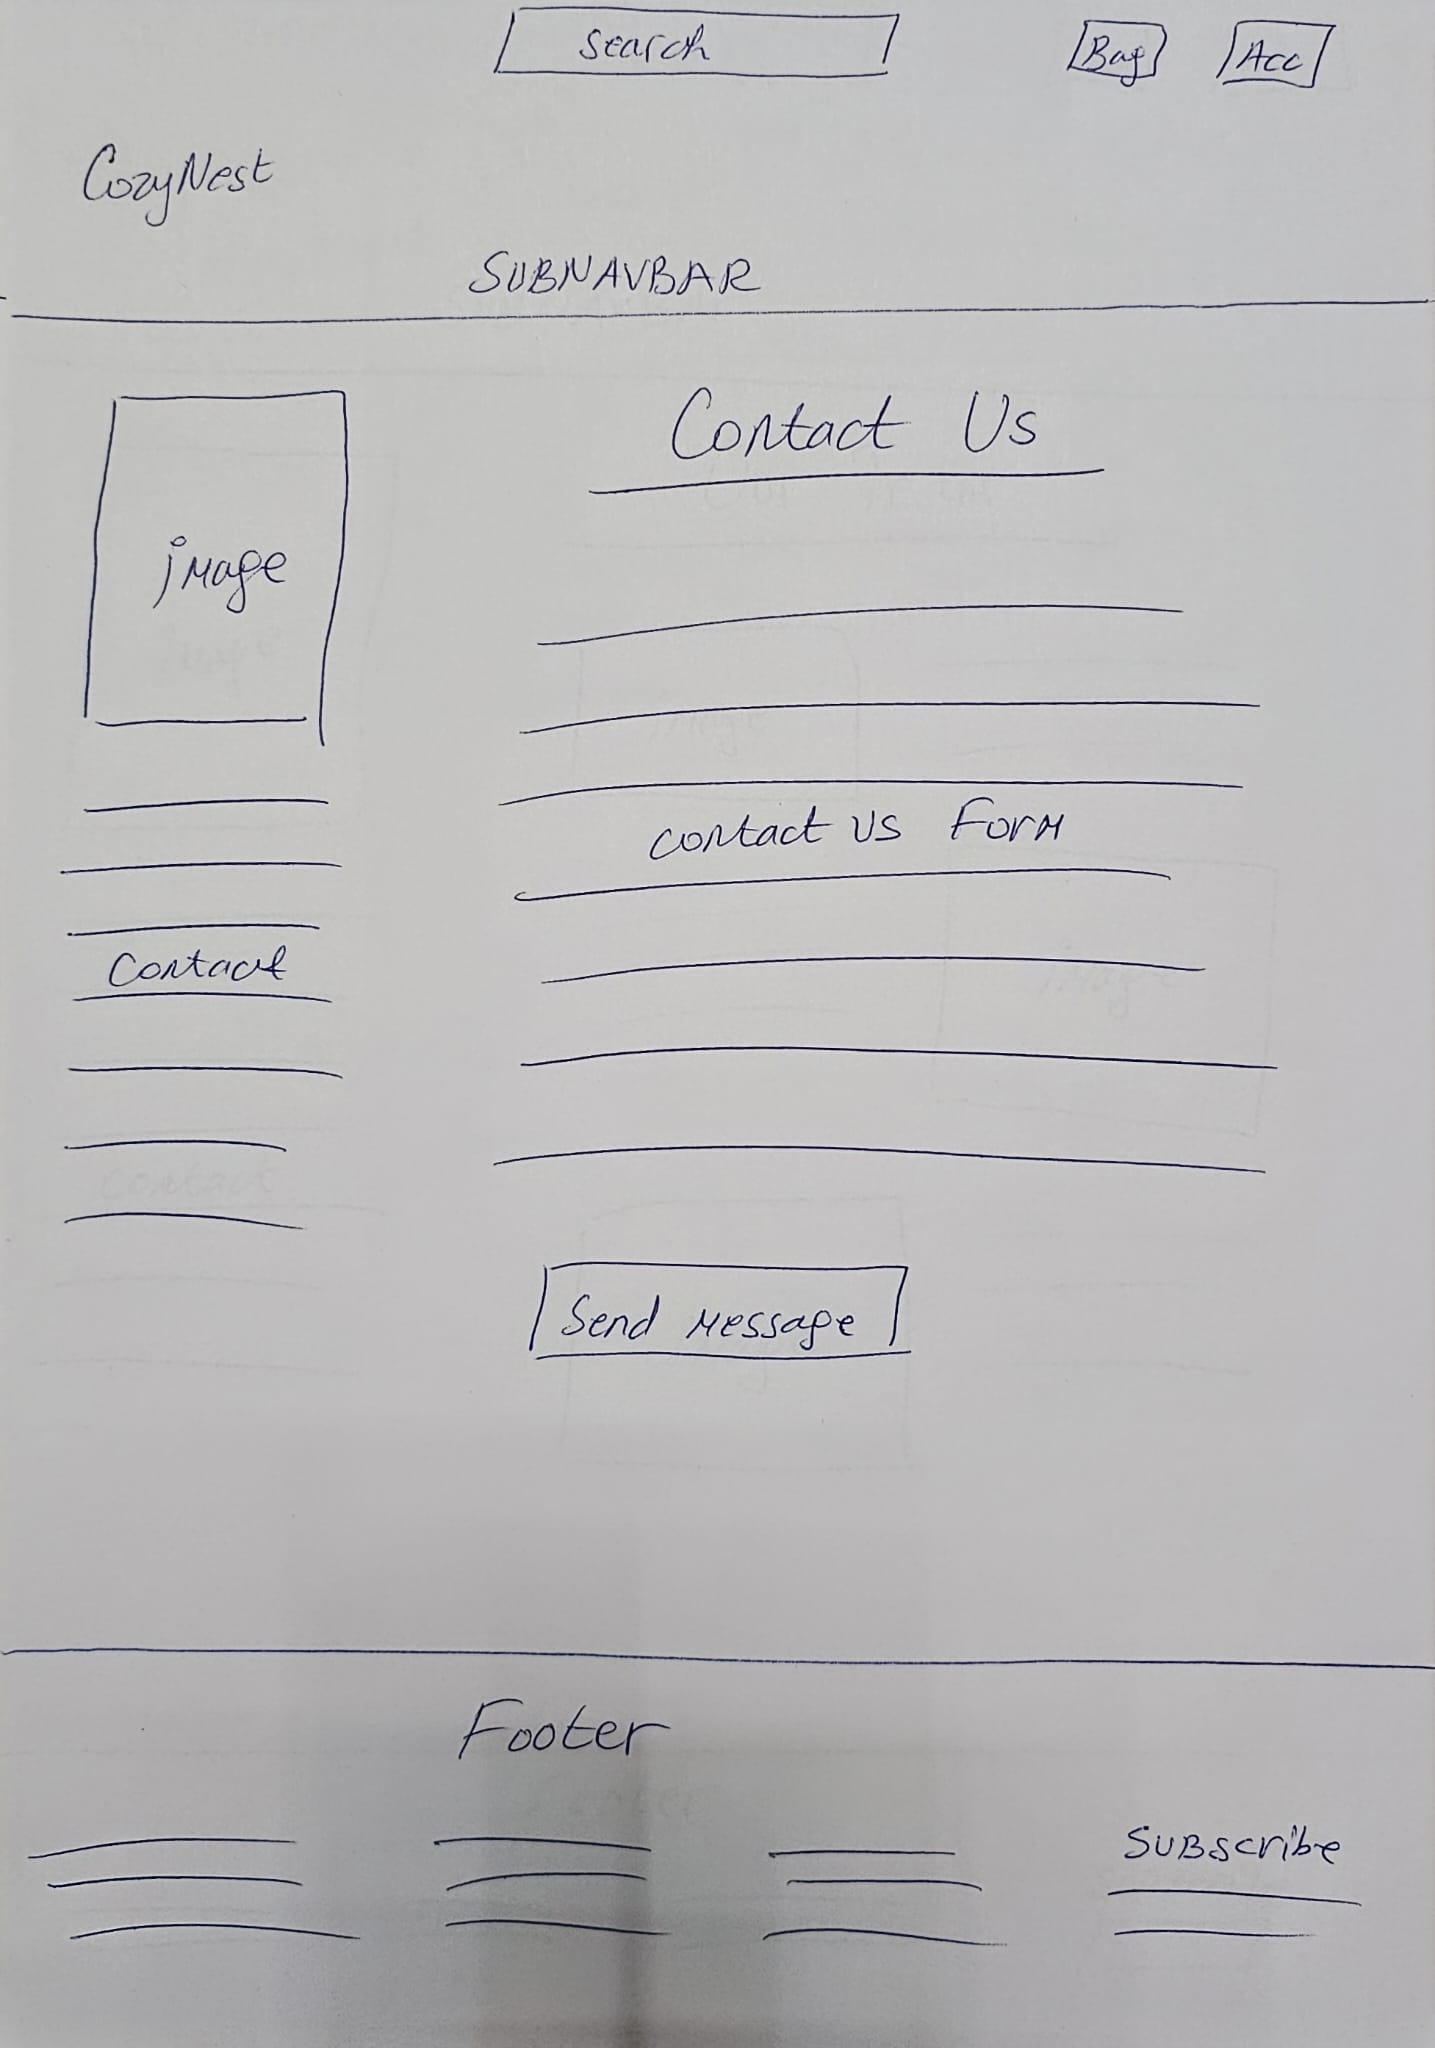 Search
Bag
Acc
CozyNest
SUBNAVBAR
Contact Us
image
contact us Form
Contact
Send Message
Footer
Subscribe